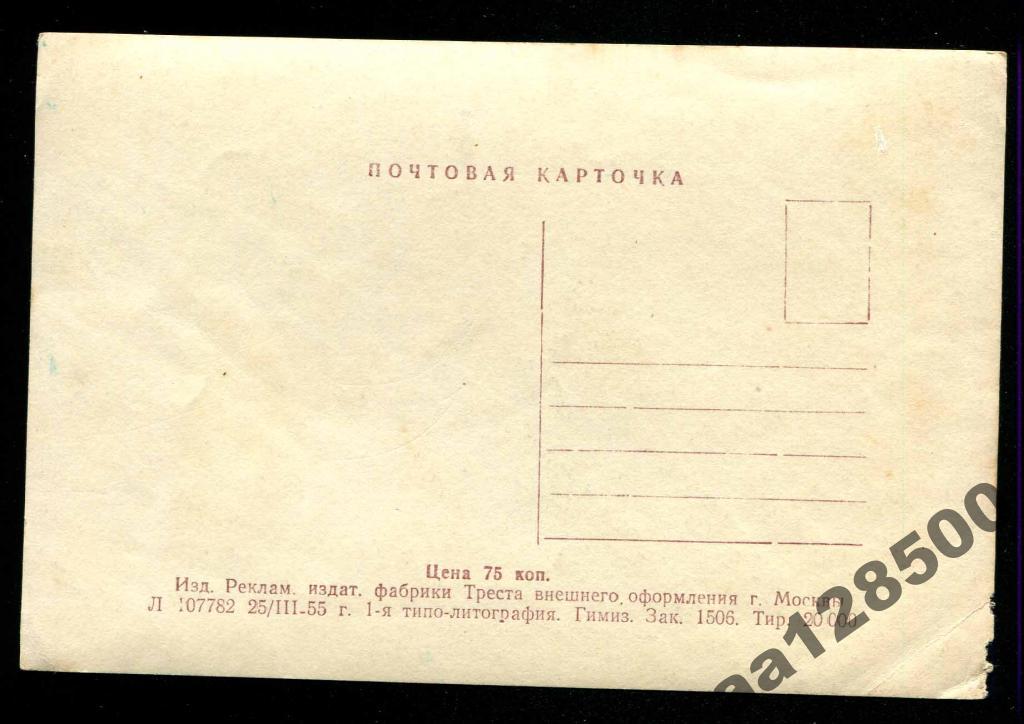 ПОЧТОВАЯ КАРТОЧКА
Цена 75 коп.
Изд. Реклам. издат. фабрики Треста внешнего оформления г. Москвы
Л 107782 25/III-55 г. 1-я типо-литография. Гимиз. Зак. 1506. Тир. 20 000
aa128500